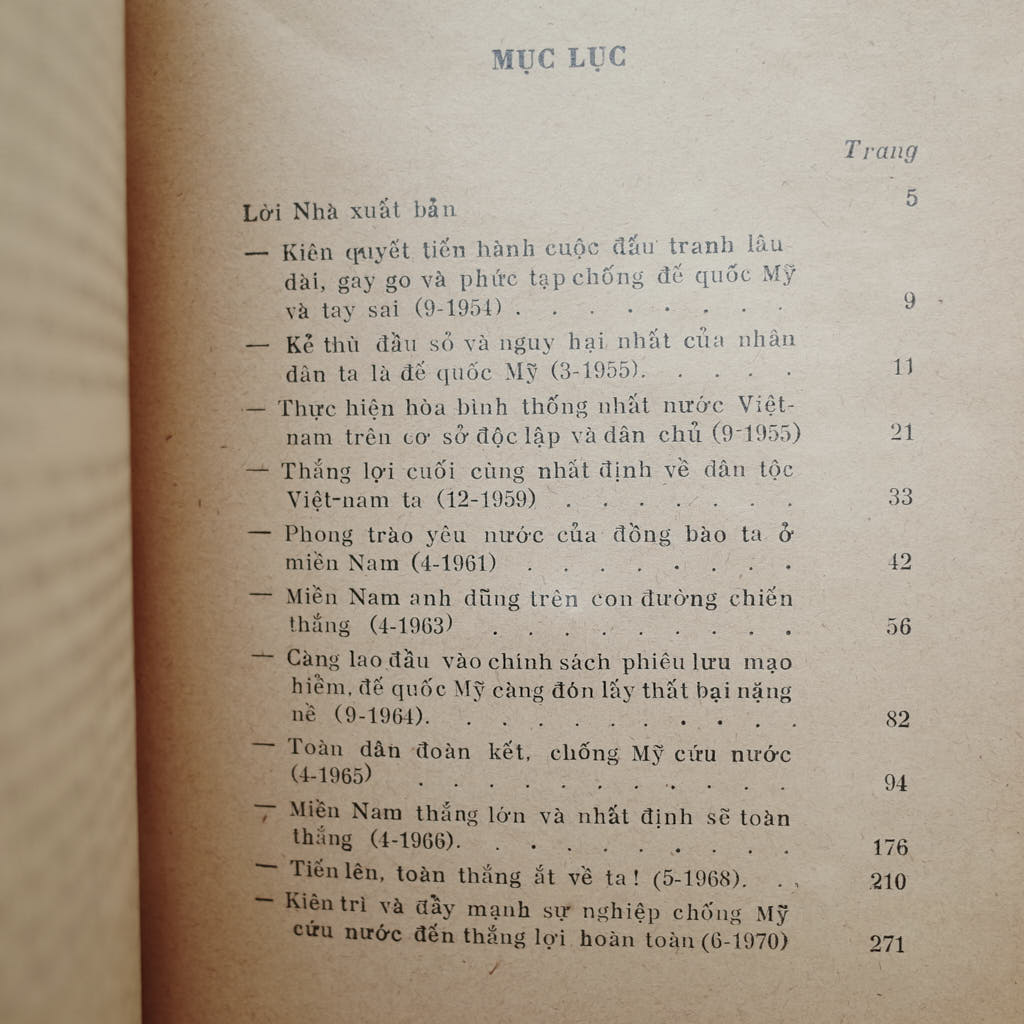 MỤC LỤC
Trang
Lời Nhà xuất bản 5
— Kiên quyết tiến hành cuộc đấu tranh lâu
dài, gay go và phức tạp chống đế quốc Mỹ
và tay sai (9-1954) . . . . . . . . 9
— Kẻ thù đầu sỏ và nguy hại nhất của nhân
dân ta là đế quốc Mỹ (3-1955). . . . . 11
— Thực hiện hòa bình thống nhất nước Việt-
nam trên cơ sở độc lập và dân chủ (9-1955) 21
— Thắng lợi cuối cùng nhất định về dân tộc
Việt-nam ta (12-1959) . . . . . . . 33
— Phong trào yêu nước của đồng bào ta ở
miền Nam (4-1961) . . . . . . . . 42
— Miền Nam anh dũng trên con đường chiến
thắng (4-1963) . . . . . . . . . 56
— Càng lao đầu vào chính sách phiêu lưu mạo
hiểm, đế quốc Mỹ càng đón lấy thất bại nặng
nề (9-1964). . . . . . . . . . . 82
— Toàn dân đoàn kết, chống Mỹ cứu nước
(4-1965) . . . . . . . . . . . 94
— Miền Nam thắng lớn và nhất định sẽ toàn
thắng (4-1966). . . . . . . . . . 176
— Tiến lên, toàn thắng ắt về ta! (5-1968). . . 210
— Kiên trì và đẩy mạnh sự nghiệp chống Mỹ
cứu nước đến thắng lợi hoàn toàn (6-1970) 271